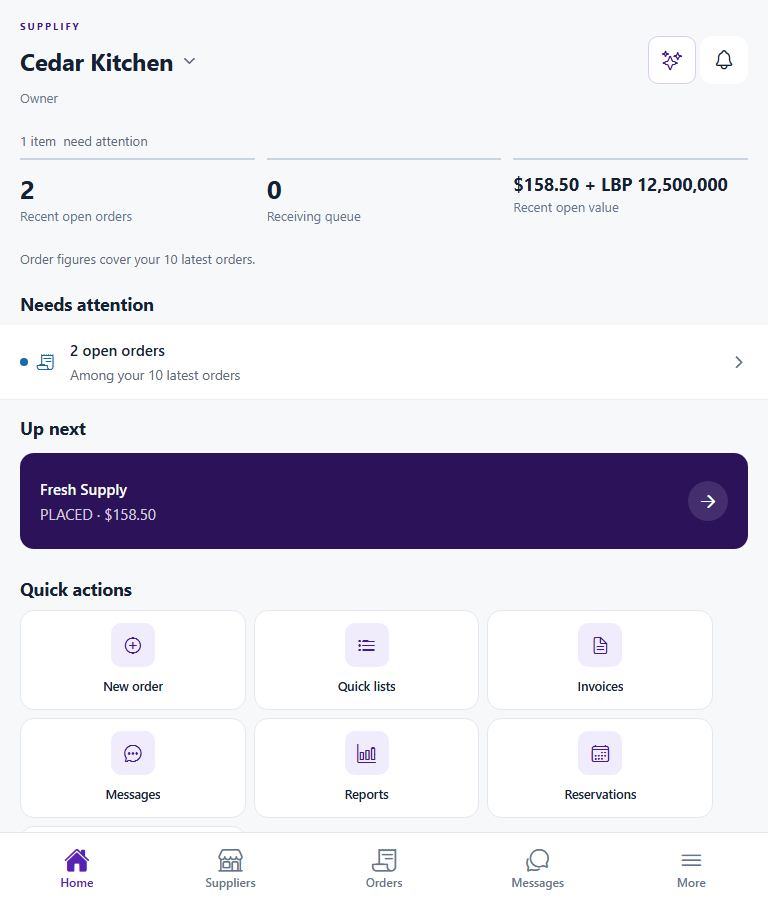 SUPPLIFY
Cedar Kitchen
Owner
1 item  need attention
2
Recent open orders
0
Receiving queue
$158.50 + LBP 12,500,000
Recent open value
Order figures cover your 10 latest orders.
Needs attention
2 open orders
Among your 10 latest orders
Up next
Fresh Supply
PLACED · $158.50
Quick actions
New order
Quick lists
Invoices
Messages
Reports
Reservations
Home
Suppliers
Orders
Messages
More